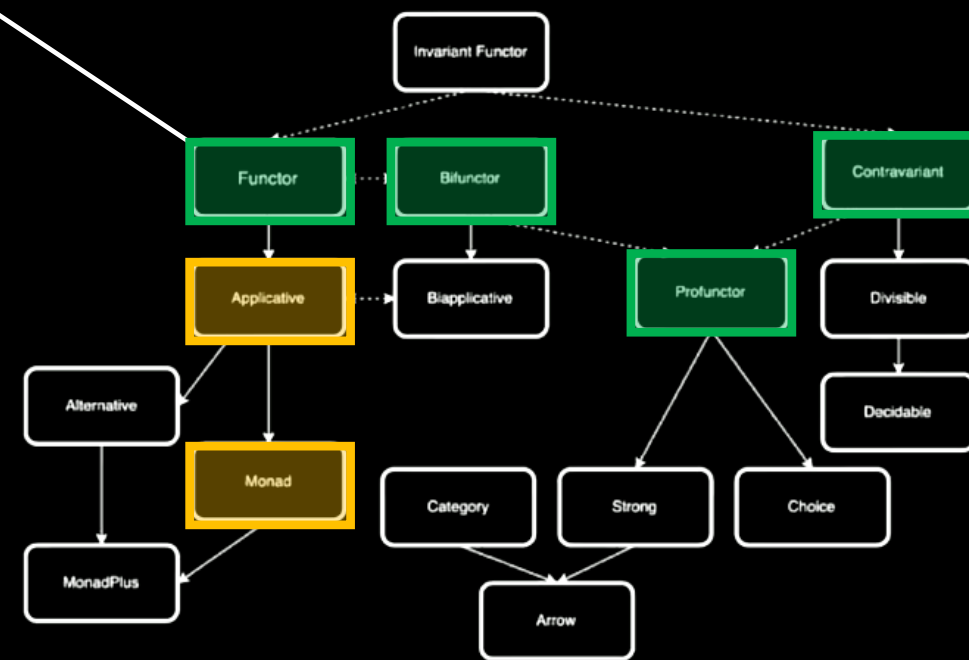 Invariant Functor
Functor
Bifunctor
Contravariant
Applicative
Biapplicative
Profunctor
Divisible
Alternative
Decidable
Monad
Category
Strong
Choice
MonadPlus
Arrow